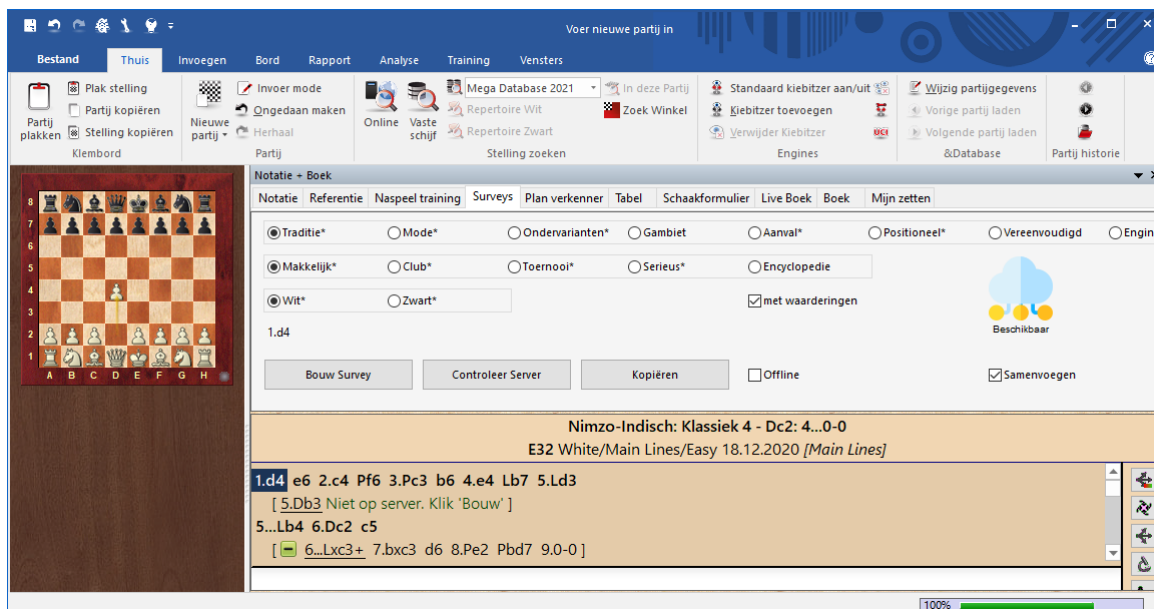 Voer nieuwe partij in
Bestand Thuis Invoegen Bord Rapport Analyse Training Vensters
Partij plakken
Plak stelling
Partij kopiëren
Stelling kopiëren
Klembord
Nieuwe partij
Invoer mode
Ongedaan maken
Herhaal
Partij
Online
Vaste schijf
Mega Database 2021
Repertoire Wit
Repertoire Zwart
In deze Partij
Zoek Winkel
Stelling zoeken
Standaard kiebitzer aan/uit
Kiebitzer toevoegen
Verwijder Kiebitzer
UCI
Engines
Wijzig partijgegevens
Vorige partij laden
Volgende partij laden
&Database
Partij historie
Notatie + Boek
Notatie Referentie Naspeel training Surveys Plan verkenner Tabel Schaakformulier Live Boek Boek Mijn zetten
Traditie* Mode* Ondervarianten* Gambiet Aanval* Positioneel* Vereenvoudigd Engin
Makkelijk* Club* Toernooi* Serieus* Encyclopedie
Wit* Zwart* met waarderingen
Beschikbaar
1.d4
Bouw Survey Controleer Server Kopiëren Offline Samenvoegen
8
7
6
5
4
3
2
1
A B C D E F G H
Nimzo-Indisch: Klassiek 4 - Dc2: 4...0-0
E32 White/Main Lines/Easy 18.12.2020 [Main Lines]
1.d4 e6 2.c4 Pf6 3.Pc3 b6 4.e4 Lb7 5.Ld3
[ 5.Db3 Niet op server. Klik 'Bouw' ]
5...Lb4 6.Dc2 c5
[ 6...Lxc3+ 7.bxc3 d6 8.Pe2 Pbd7 9.0-0 ]
100%